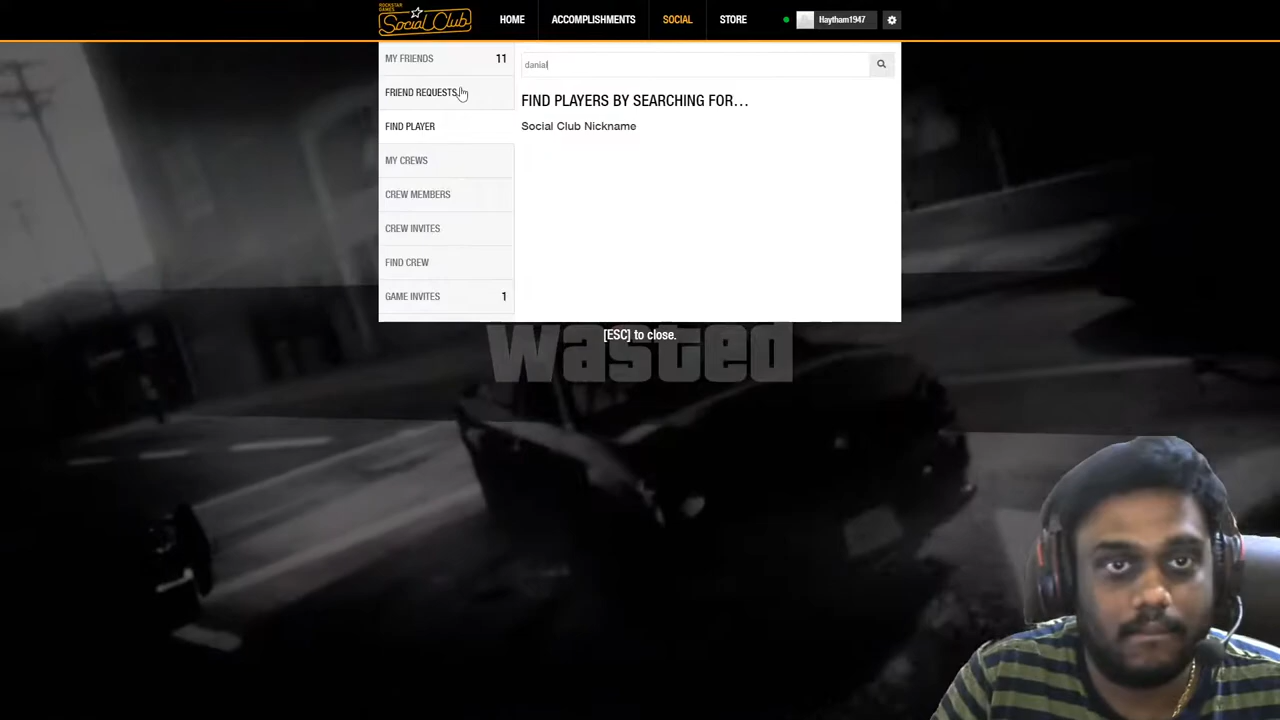 ROCKSTAR
GAMES
Social Club
HOME
ACCOMPLISHMENTS
SOCIAL
STORE
Haytham1947
MY FRIENDS 11
FRIEND REQUESTS
FIND PLAYER
MY CREWS
CREW MEMBERS
CREW INVITES
FIND CREW
GAME INVITES 1
danial
FIND PLAYERS BY SEARCHING FOR…
Social Club Nickname
[ESC] to close.
wasted